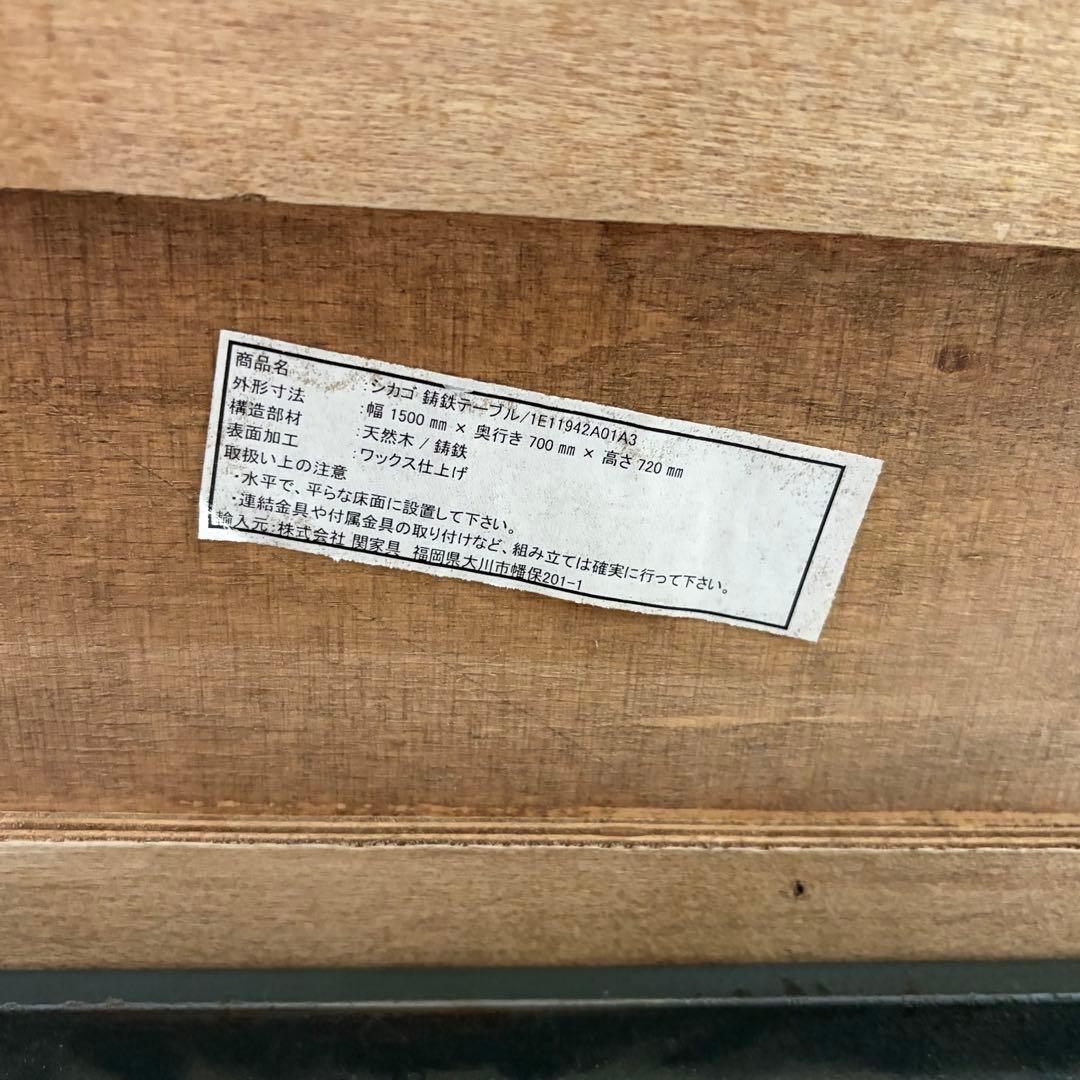 商品名 :シカゴ 鋳鉄テーブル/1E11942A01A3
外形寸法 :幅 1500 ㎜ × 奥行き 700 ㎜ × 高さ 720 ㎜
構造部材 :天然木 / 鋳鉄
表面加工 :ワックス仕上げ
取扱い上の注意
・水平で、平らな床面に設置して下さい。
・連結金具や付属金具の取り付けなど、組み立ては確実に行って下さい。
輸入元:株式会社 関家具 福岡県大川市幡保201-1